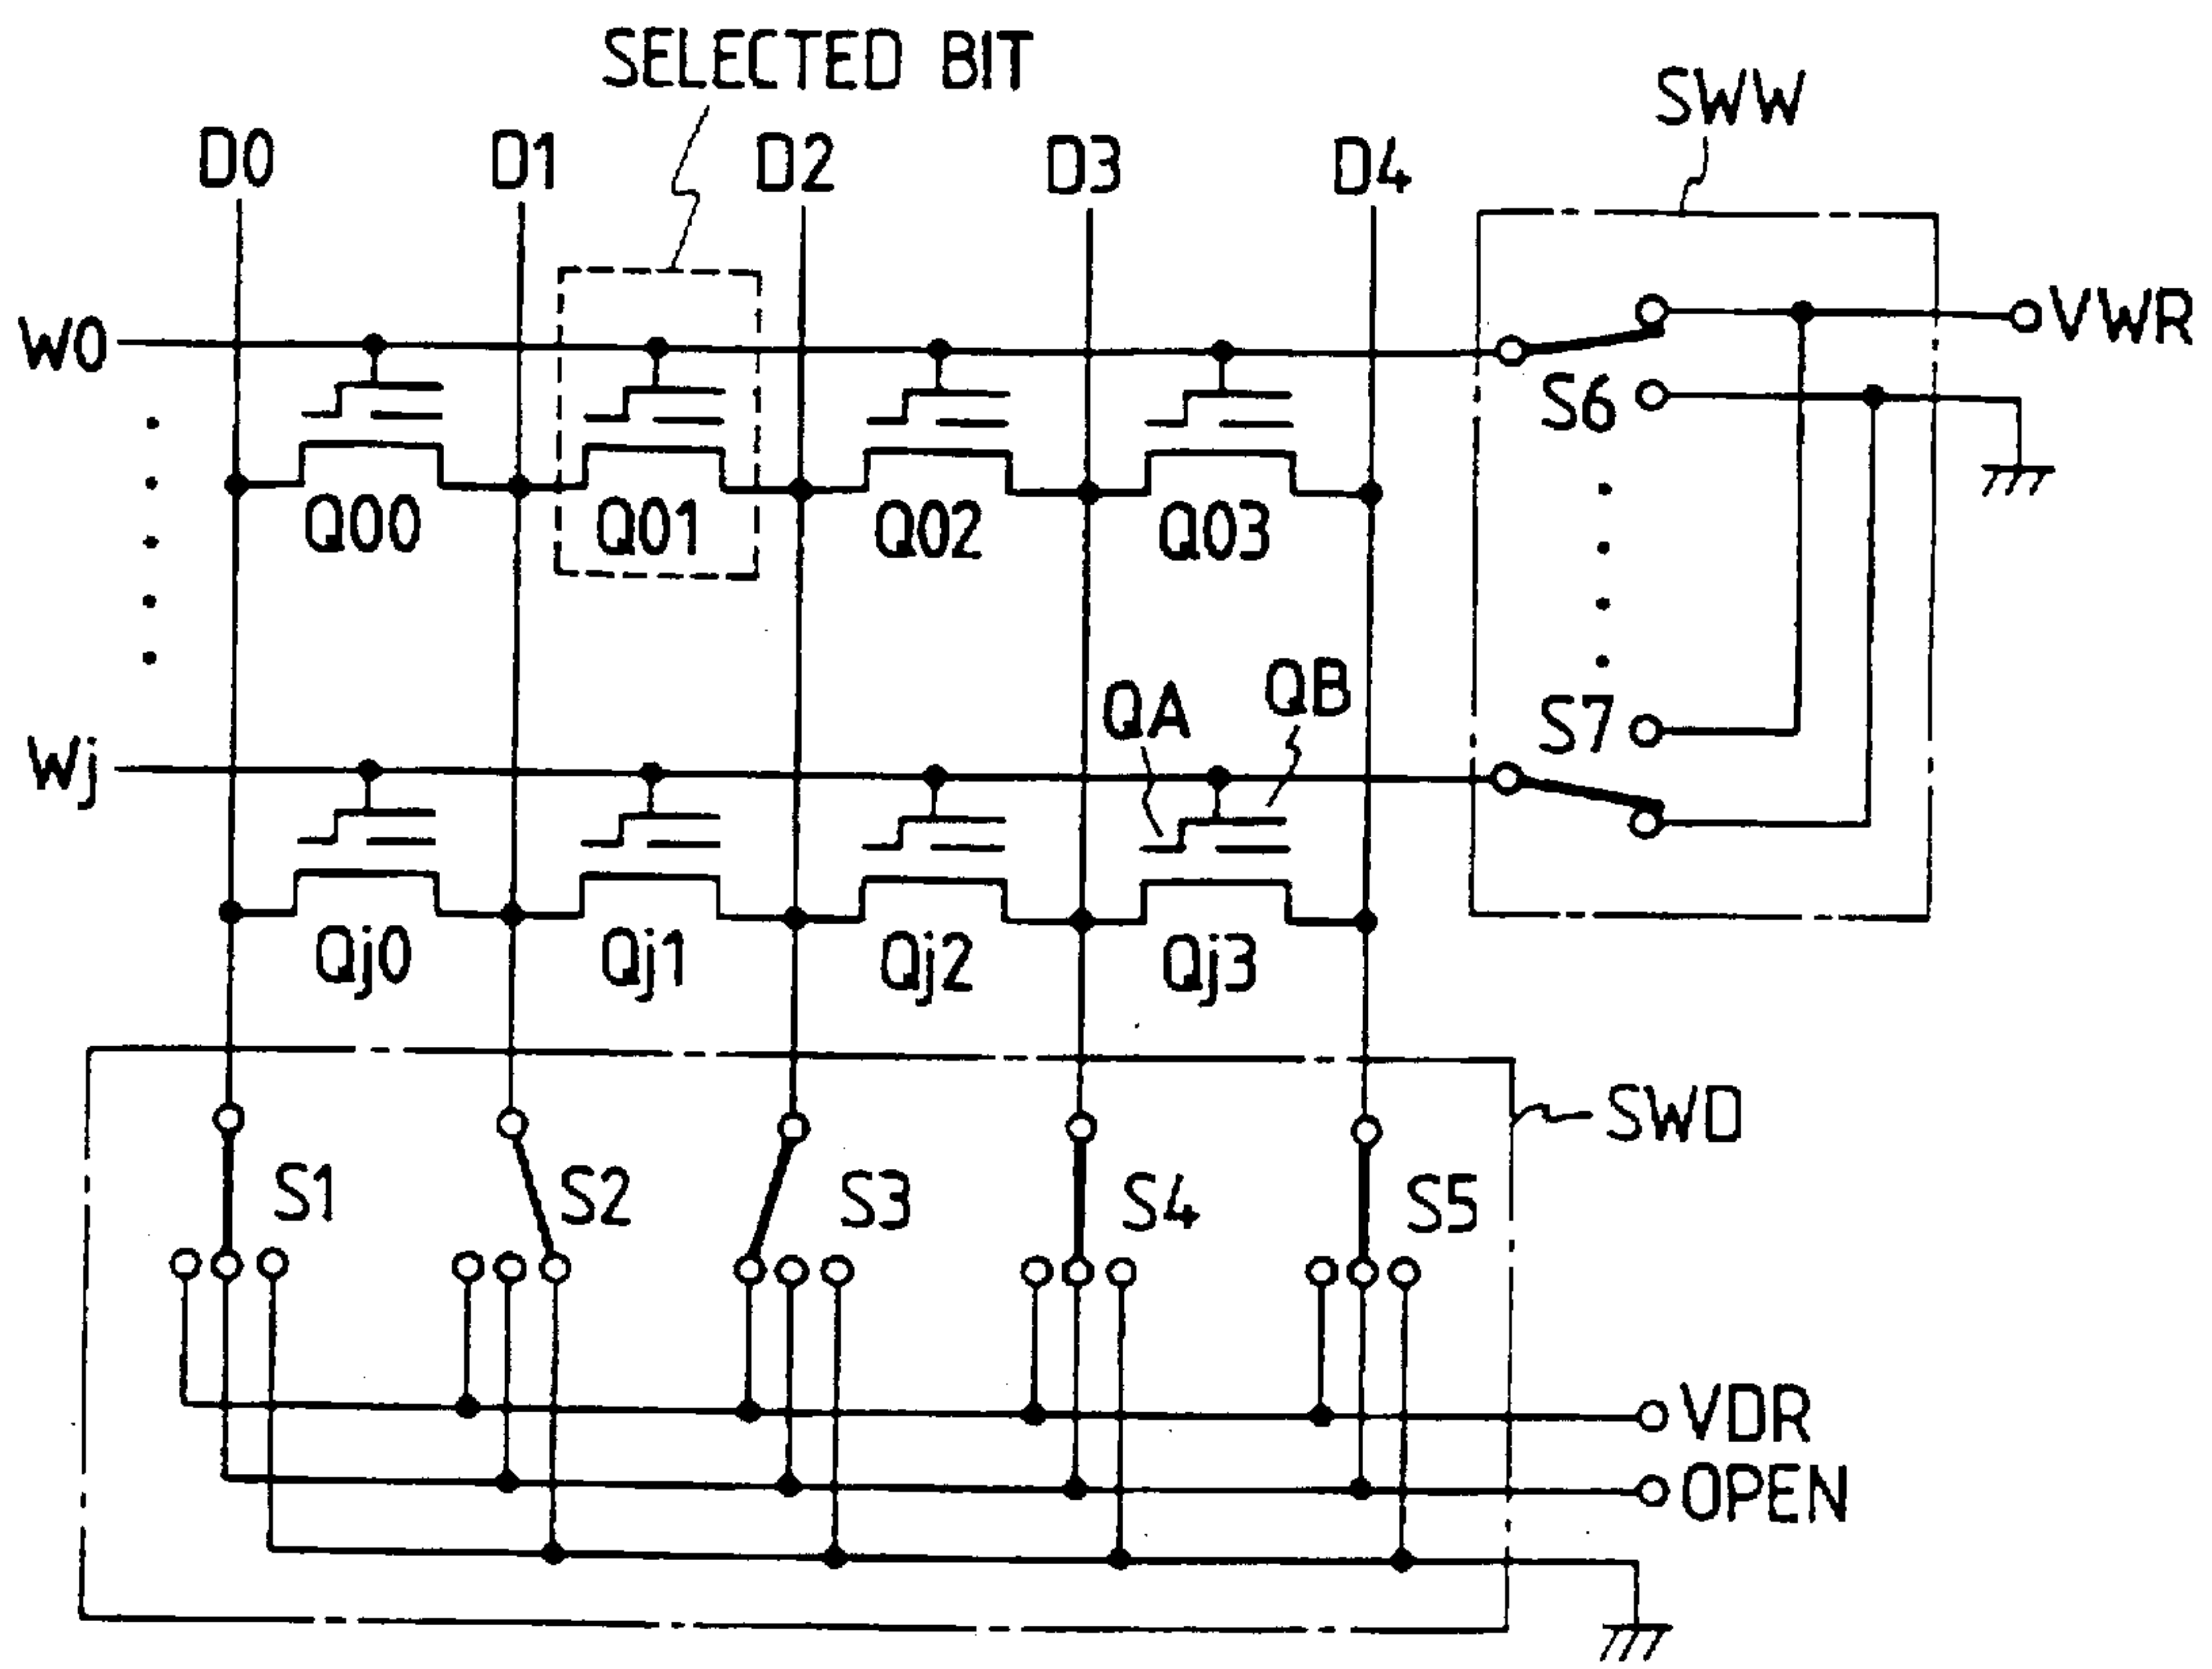 SELECTED BIT
SWW
D0 D1 D2 D3 D4
W0
VWR
S6
Q00 Q01 Q02 Q03
QA QB
S7
Wj
Qj0 Qj1 Qj2 Qj3
SWD
S1 S2 S3 S4 S5
VDR
OPEN